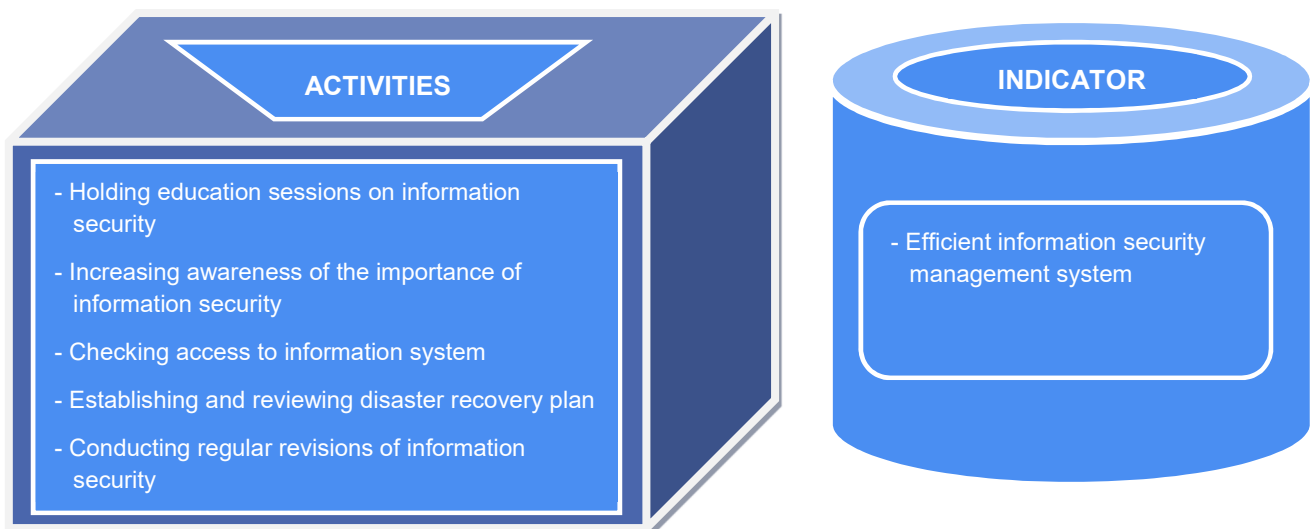 ACTIVITIES
- Holding education sessions on information
security
- Increasing awareness of the importance of
information security
- Checking access to information system
- Establishing and reviewing disaster recovery plan
- Conducting regular revisions of information
security
INDICATOR
- Efficient information security
management system